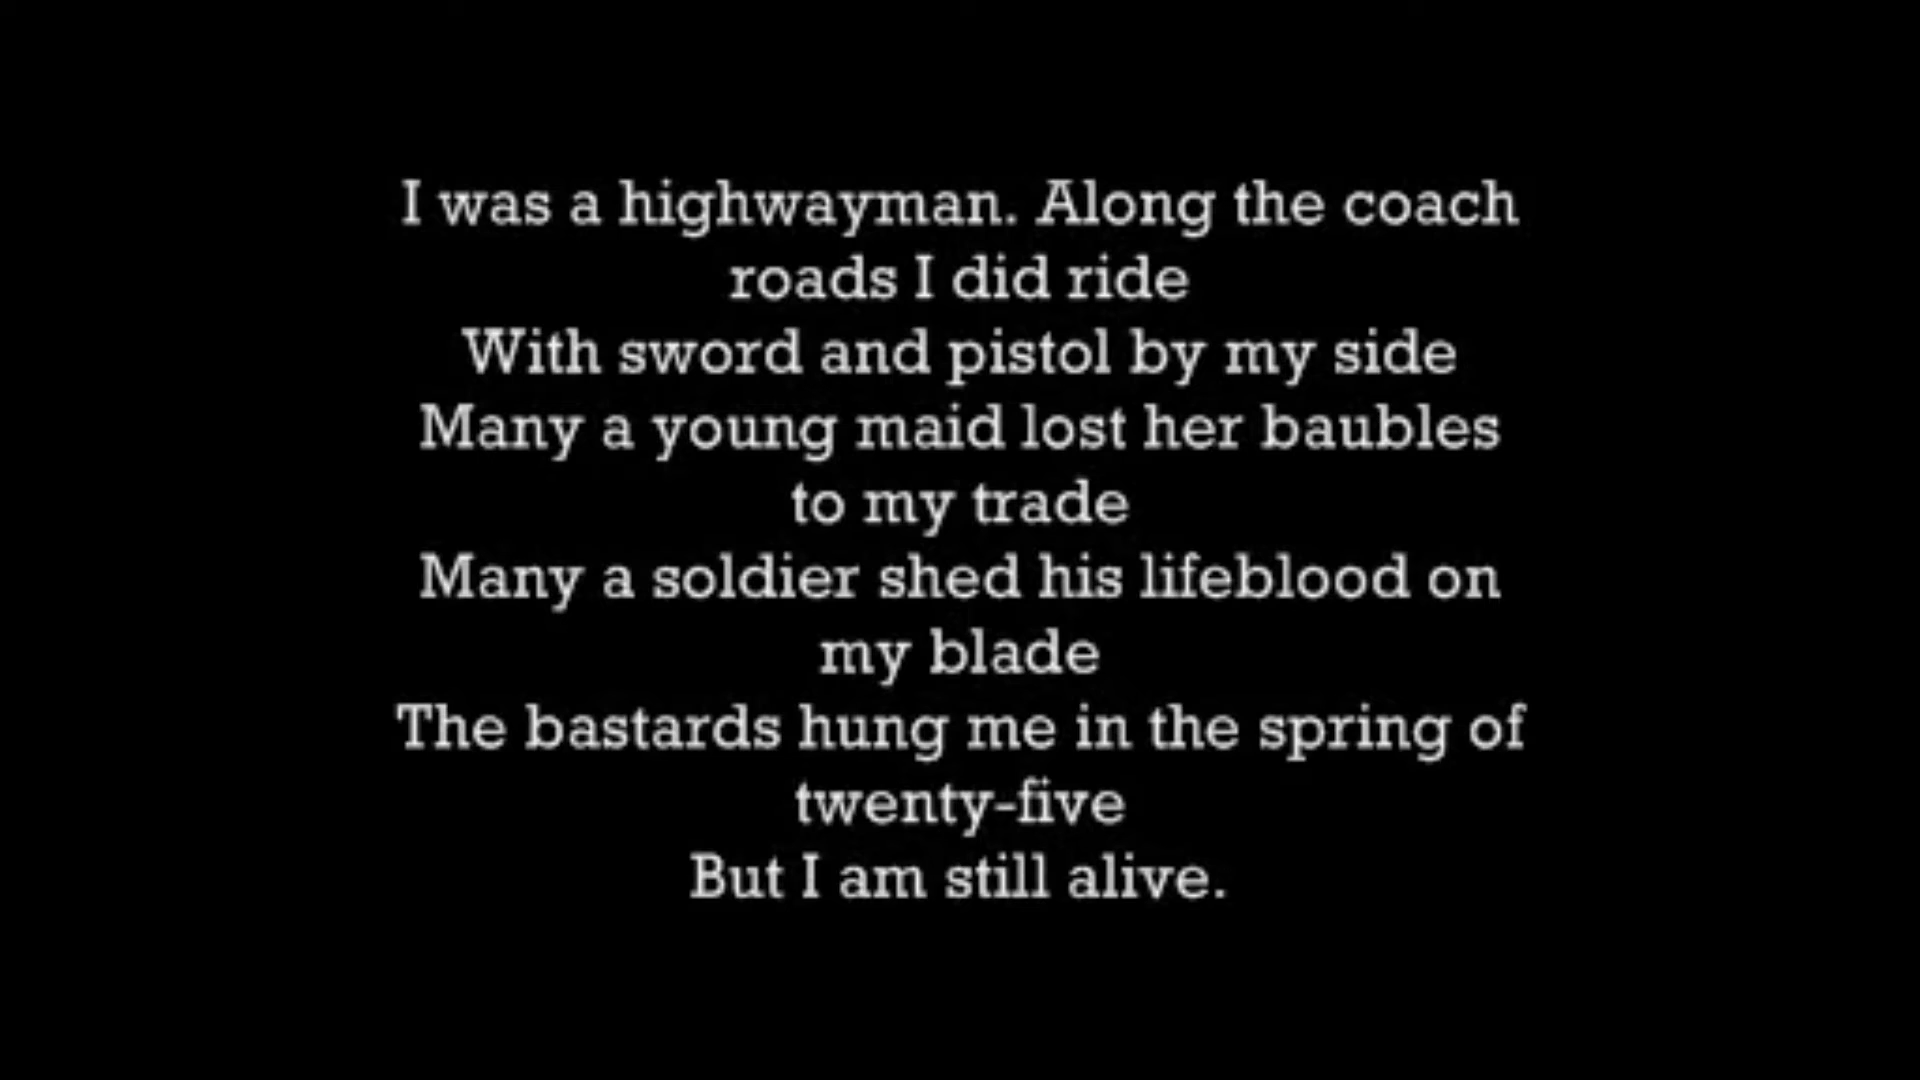 I was a highwayman. Along the coach
roads I did ride
With sword and pistol by my side
Many a young maid lost her baubles
to my trade
Many a soldier shed his lifeblood on
my blade
The bastards hung me in the spring of
twenty-five
But I am still alive.